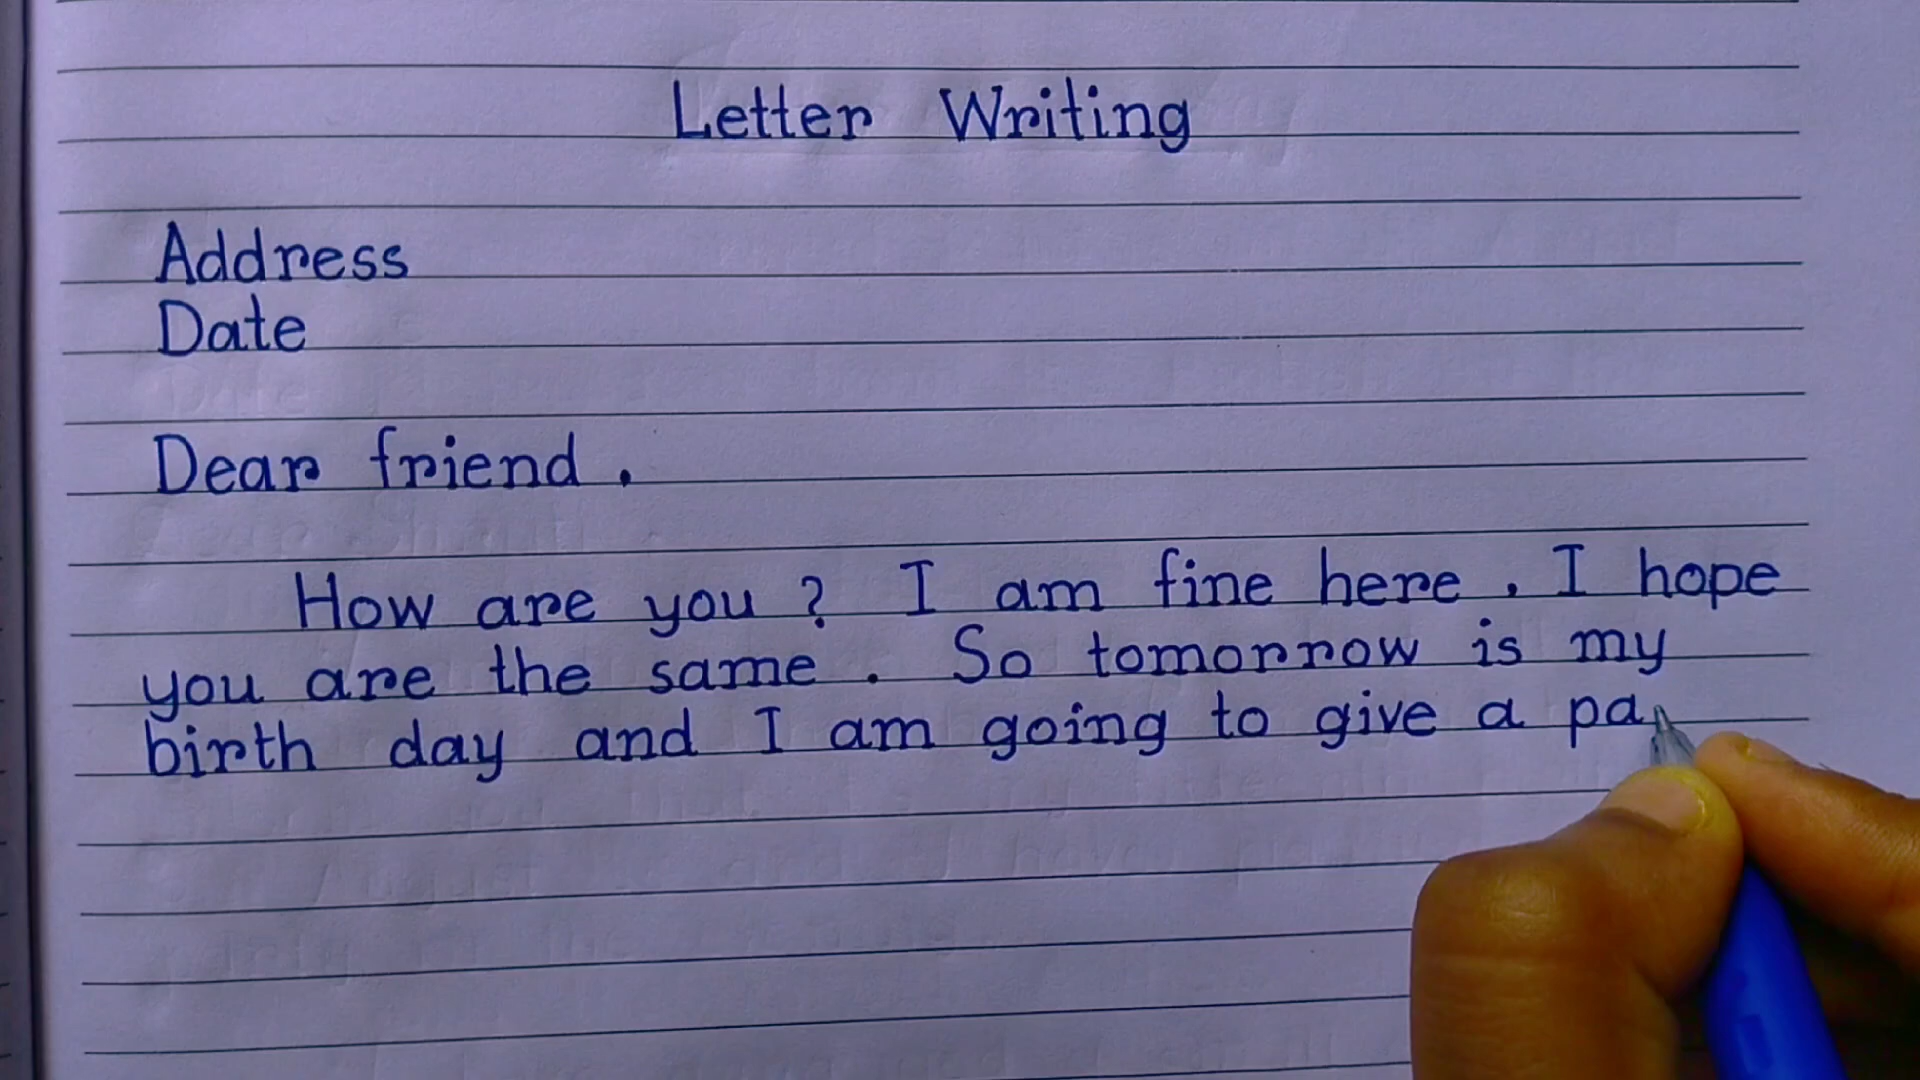 Letter Writing
Address
Date
Dear friend .
How are you ? I am fine here . I hope
you are the same . So tomorrow is my
birth day and I am going to give a pa